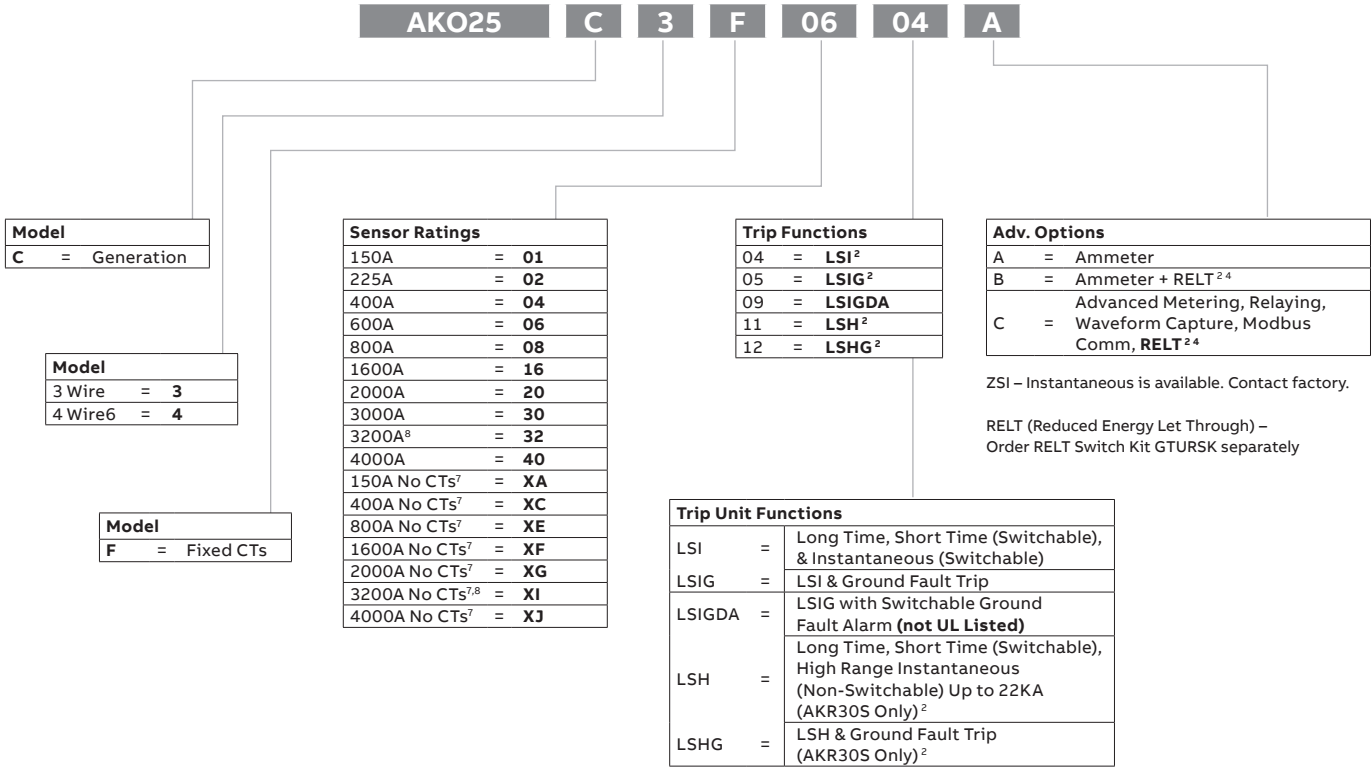 AKO25 C 3 F 06 04 A
Model
C = Generation
Model
3 Wire = 3
4 Wire6 = 4
Model
F = Fixed CTs
Sensor Ratings
150A = 01
225A = 02
400A = 04
600A = 06
800A = 08
1600A = 16
2000A = 20
3000A = 30
3200A⁸ = 32
4000A = 40
150A No CTs⁷ = XA
400A No CTs⁷ = XC
800A No CTs⁷ = XE
1600A No CTs⁷ = XF
2000A No CTs⁷ = XG
3200A No CTs⁷,⁸ = XI
4000A No CTs⁷ = XJ
Trip Functions
04 = LSI²
05 = LSIG²
09 = LSIGDA
11 = LSH²
12 = LSHG²
Adv. Options
A = Ammeter
B = Ammeter + RELT² ⁴
Advanced Metering, Relaying,
C = Waveform Capture, Modbus
Comm, RELT² ⁴
ZSI – Instantaneous is available. Contact factory.
RELT (Reduced Energy Let Through) –
Order RELT Switch Kit GTURSK separately
Trip Unit Functions
LSI = Long Time, Short Time (Switchable),
& Instantaneous (Switchable)
LSIG = LSI & Ground Fault Trip
LSIGDA = LSIG with Switchable Ground
Fault Alarm (not UL Listed)
Long Time, Short Time (Switchable),
LSH = High Range Instantaneous
(Non-Switchable) Up to 22KA
(AKR30S Only)²
LSHG = LSH & Ground Fault Trip
(AKR30S Only)²